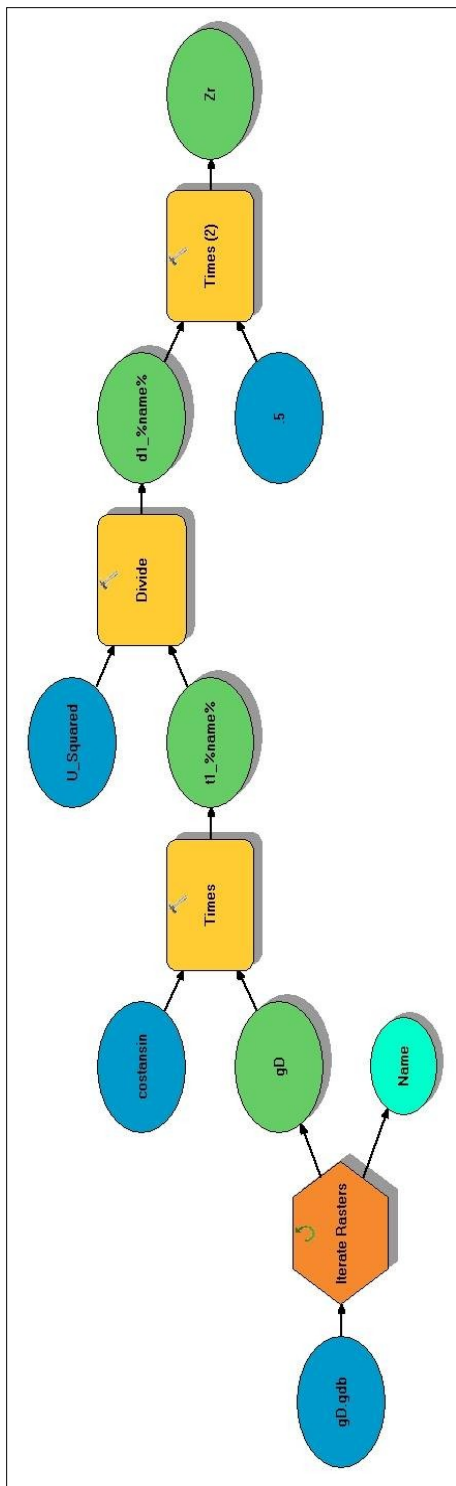 gD.gdb
Iterate Rasters
Name
gD
costansin
Times
t1_%name%
U_Squared
Divide
d1_%name%
.5
Times (2)
Zr